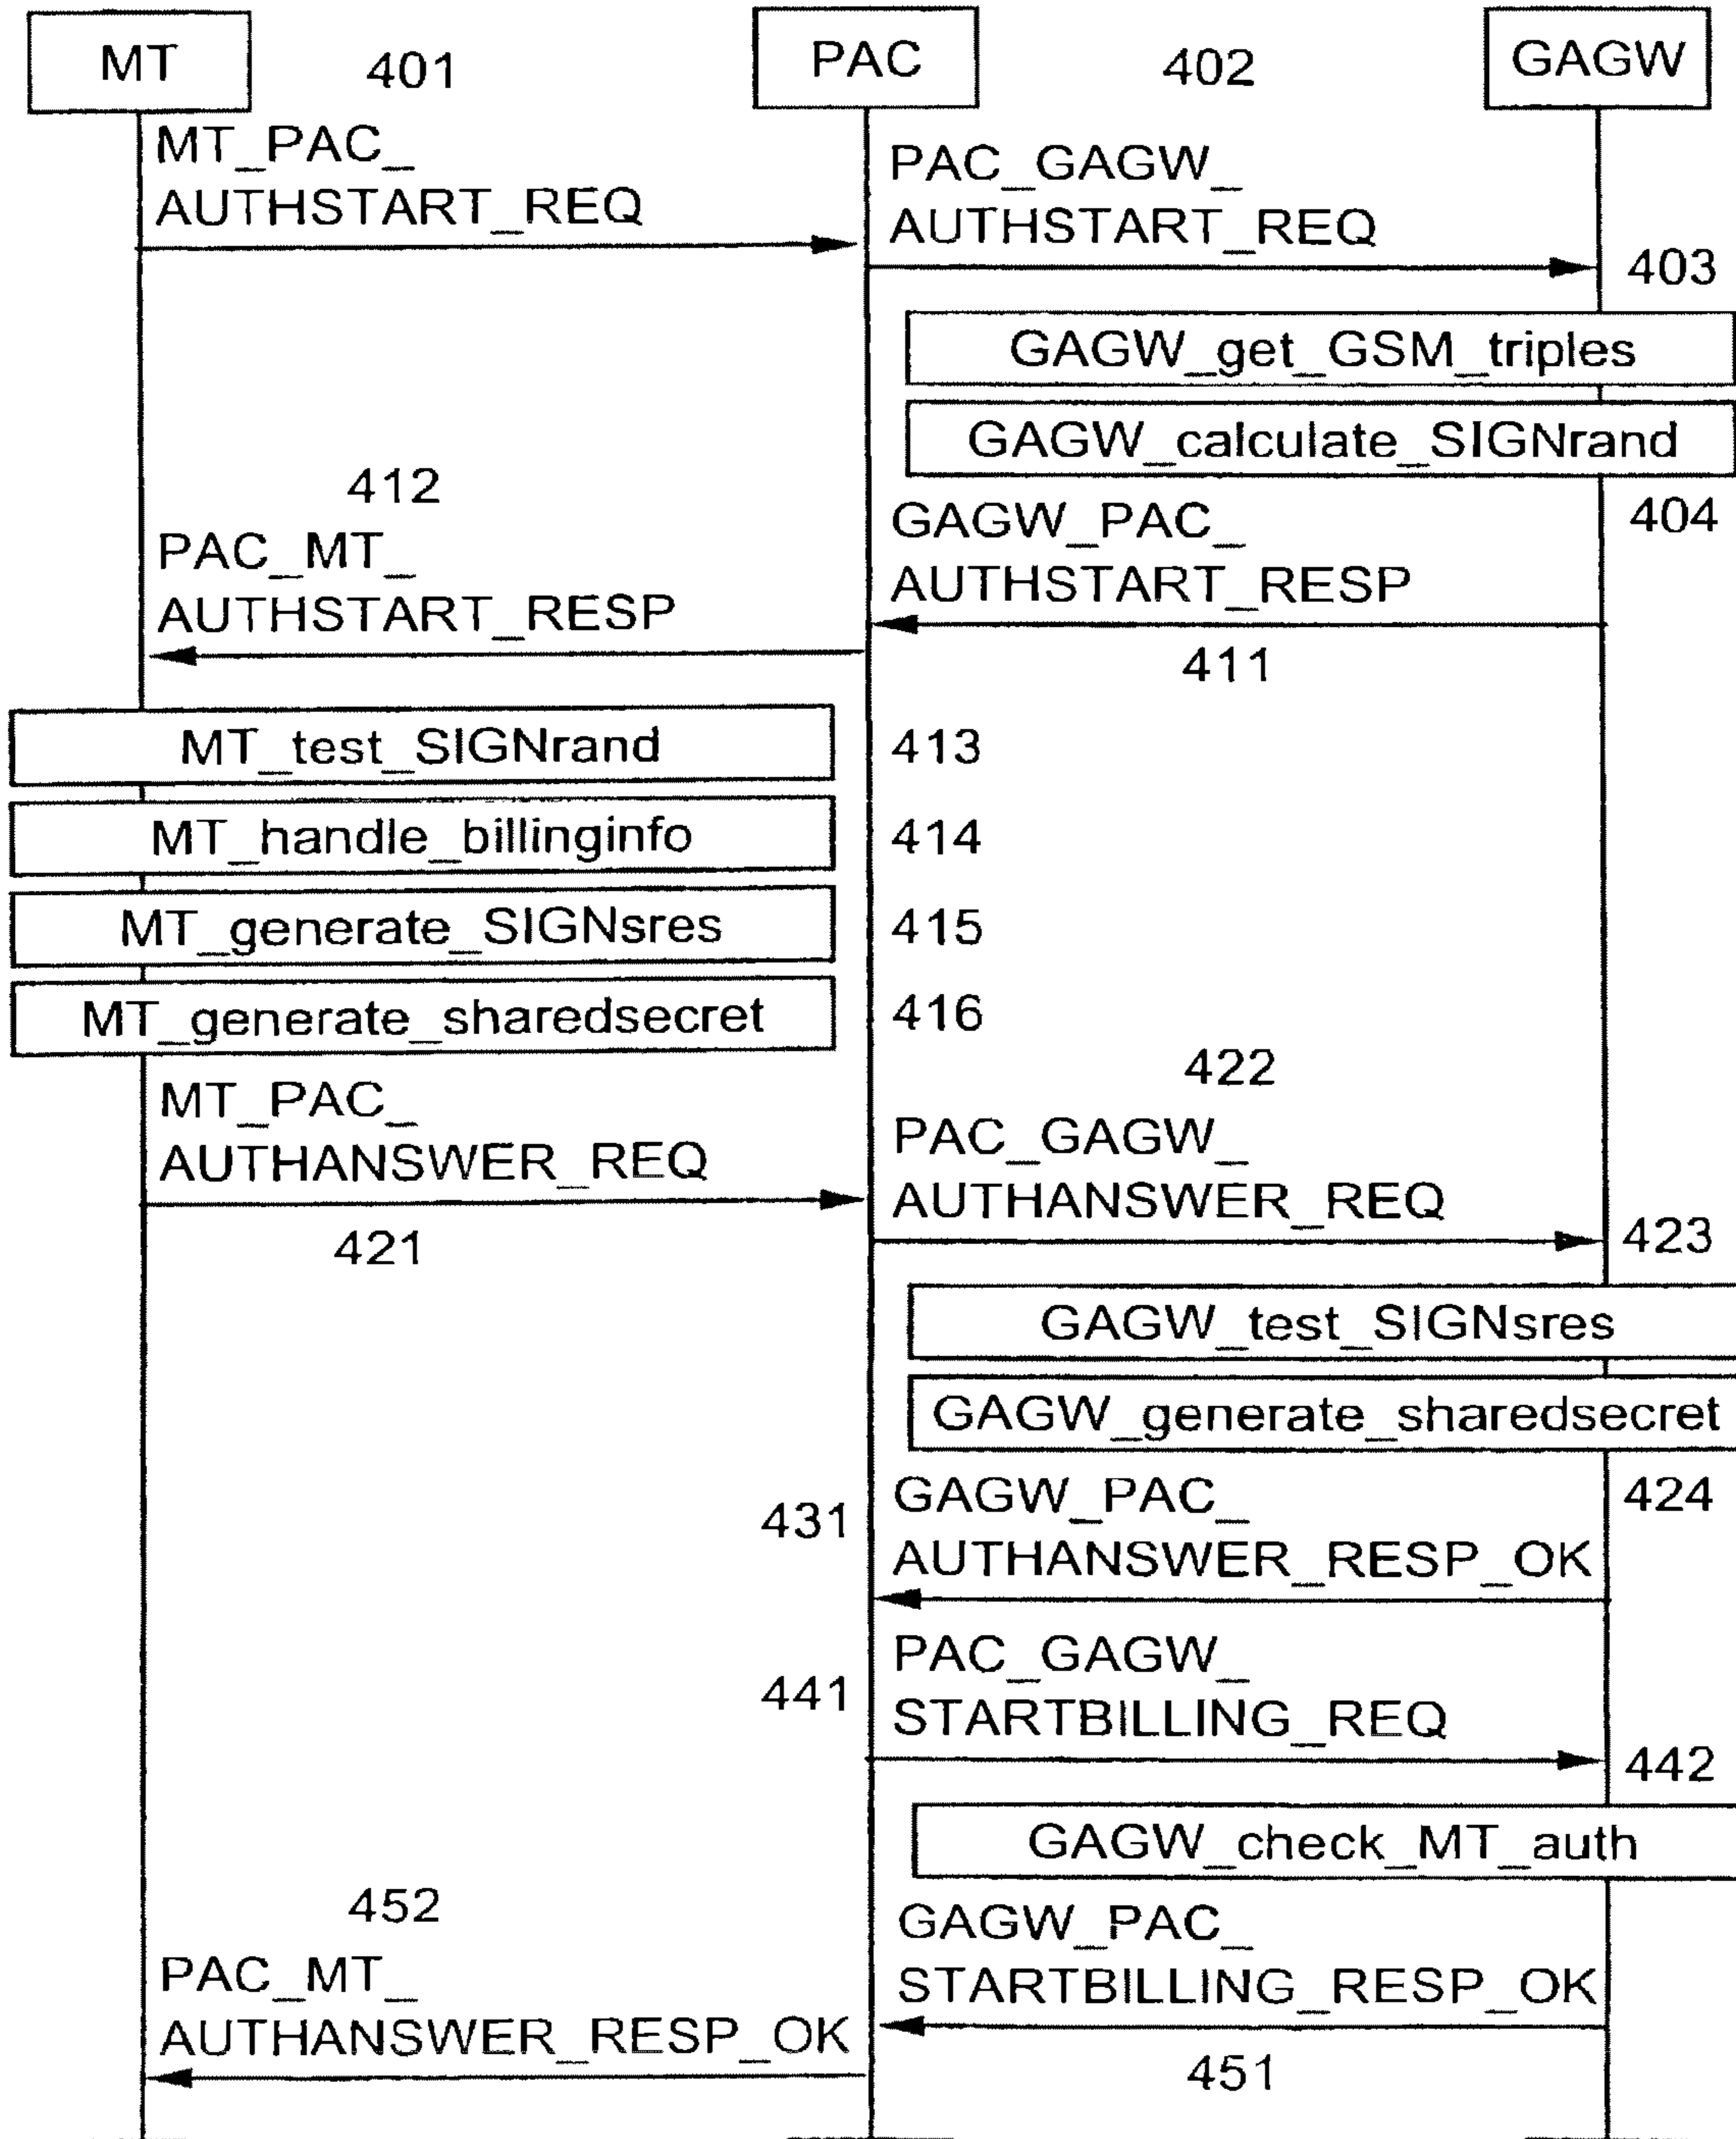 MT
401
PAC
402
GAGW
MT_PAC_
AUTHSTART_REQ
PAC_GAGW_
AUTHSTART_REQ
403
GAGW_get_GSM_triples
GAGW_calculate_SIGNrand
404
GAGW_PAC_
AUTHSTART_RESP
411
412
PAC_MT_
AUTHSTART_RESP
MT_test_SIGNrand
413
MT_handle_billinginfo
414
MT_generate_SIGNsres
415
MT_generate_sharedsecret
416
MT_PAC_
AUTHANSWER_REQ
421
422
PAC_GAGW_
AUTHANSWER_REQ
423
GAGW_test_SIGNsres
GAGW_generate_sharedsecret
424
431
GAGW_PAC_
AUTHANSWER_RESP_OK
441
PAC_GAGW_
STARTBILLING_REQ
442
GAGW_check_MT_auth
GAGW_PAC_
STARTBILLING_RESP_OK
451
452
PAC_MT_
AUTHANSWER_RESP_OK